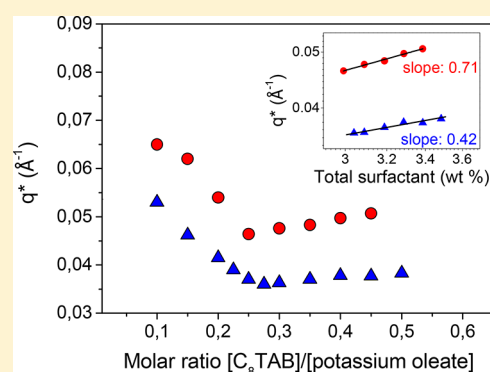 0,09
0,08
0,07
0,06
0,05
0,04
0,03
q* (Å⁻¹)
0,1 0,2 0,3 0,4 0,5 0,6
Molar ratio [C₈TAB]/[potassium oleate]
0.05
0.04
q* (Å⁻¹)
slope: 0.71
slope: 0.42
3 3.2 3.4 3.6
Total surfactant (wt %)